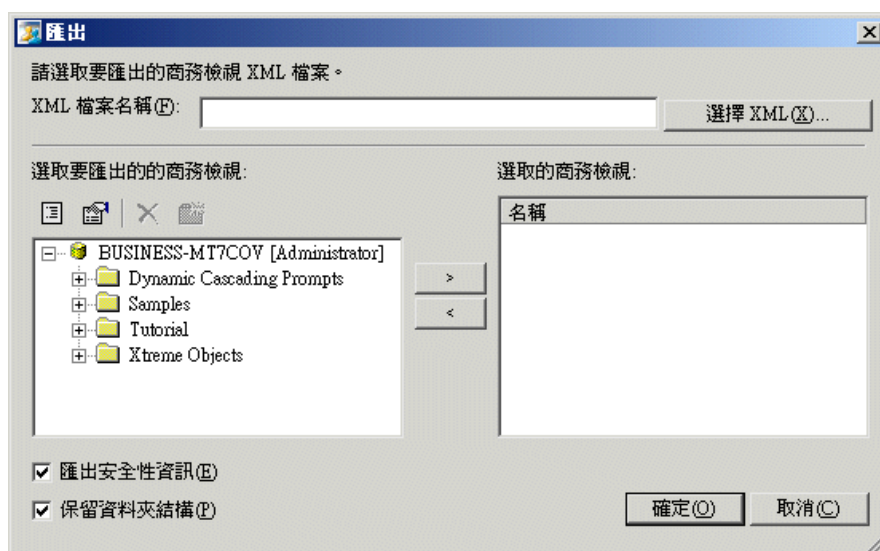 匯出
請選取要匯出的商務檢視 XML 檔案。
XML 檔案名稱(F):
選擇 XML(X)...
選取要匯出的的商務檢視:
選取的商務檢視:
名稱
BUSINESS-MT7COV [Administrator]
Dynamic Cascading Prompts
Samples
Tutorial
Xtreme Objects
>
<
匯出安全性資訊(E)
保留資料夾結構(P)
確定(O)
取消(C)